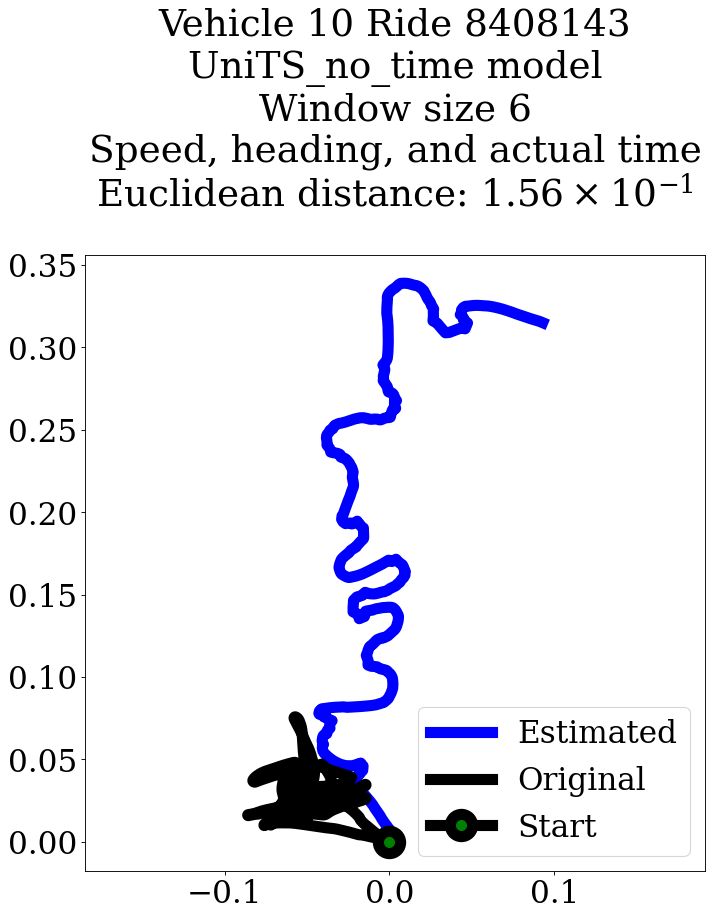 Vehicle 10 Ride 8408143
UniTS_no_time model
Window size 6
Speed, heading, and actual time
Euclidean distance: 1.56 × 10⁻¹
0.35
0.30
0.25
0.20
0.15
0.10
0.05
0.00
−0.1
0.0
0.1
Estimated
Original
Start